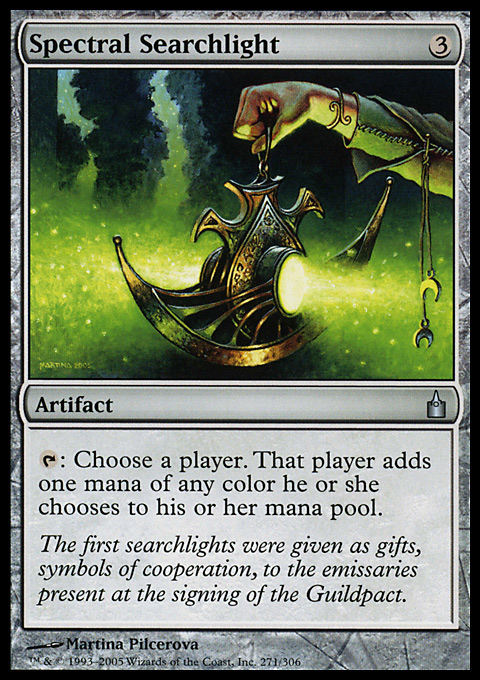 Spectral Searchlight 3
MARTINA 2005
Artifact
: Choose a player. That player adds
one mana of any color he or she
chooses to his or her mana pool.
The first searchlights were given as gifts,
symbols of cooperation, to the emissaries
present at the signing of the Guildpact.
Martina Pilcerova
™ & © 1993–2005 Wizards of the Coast, Inc. 271/306